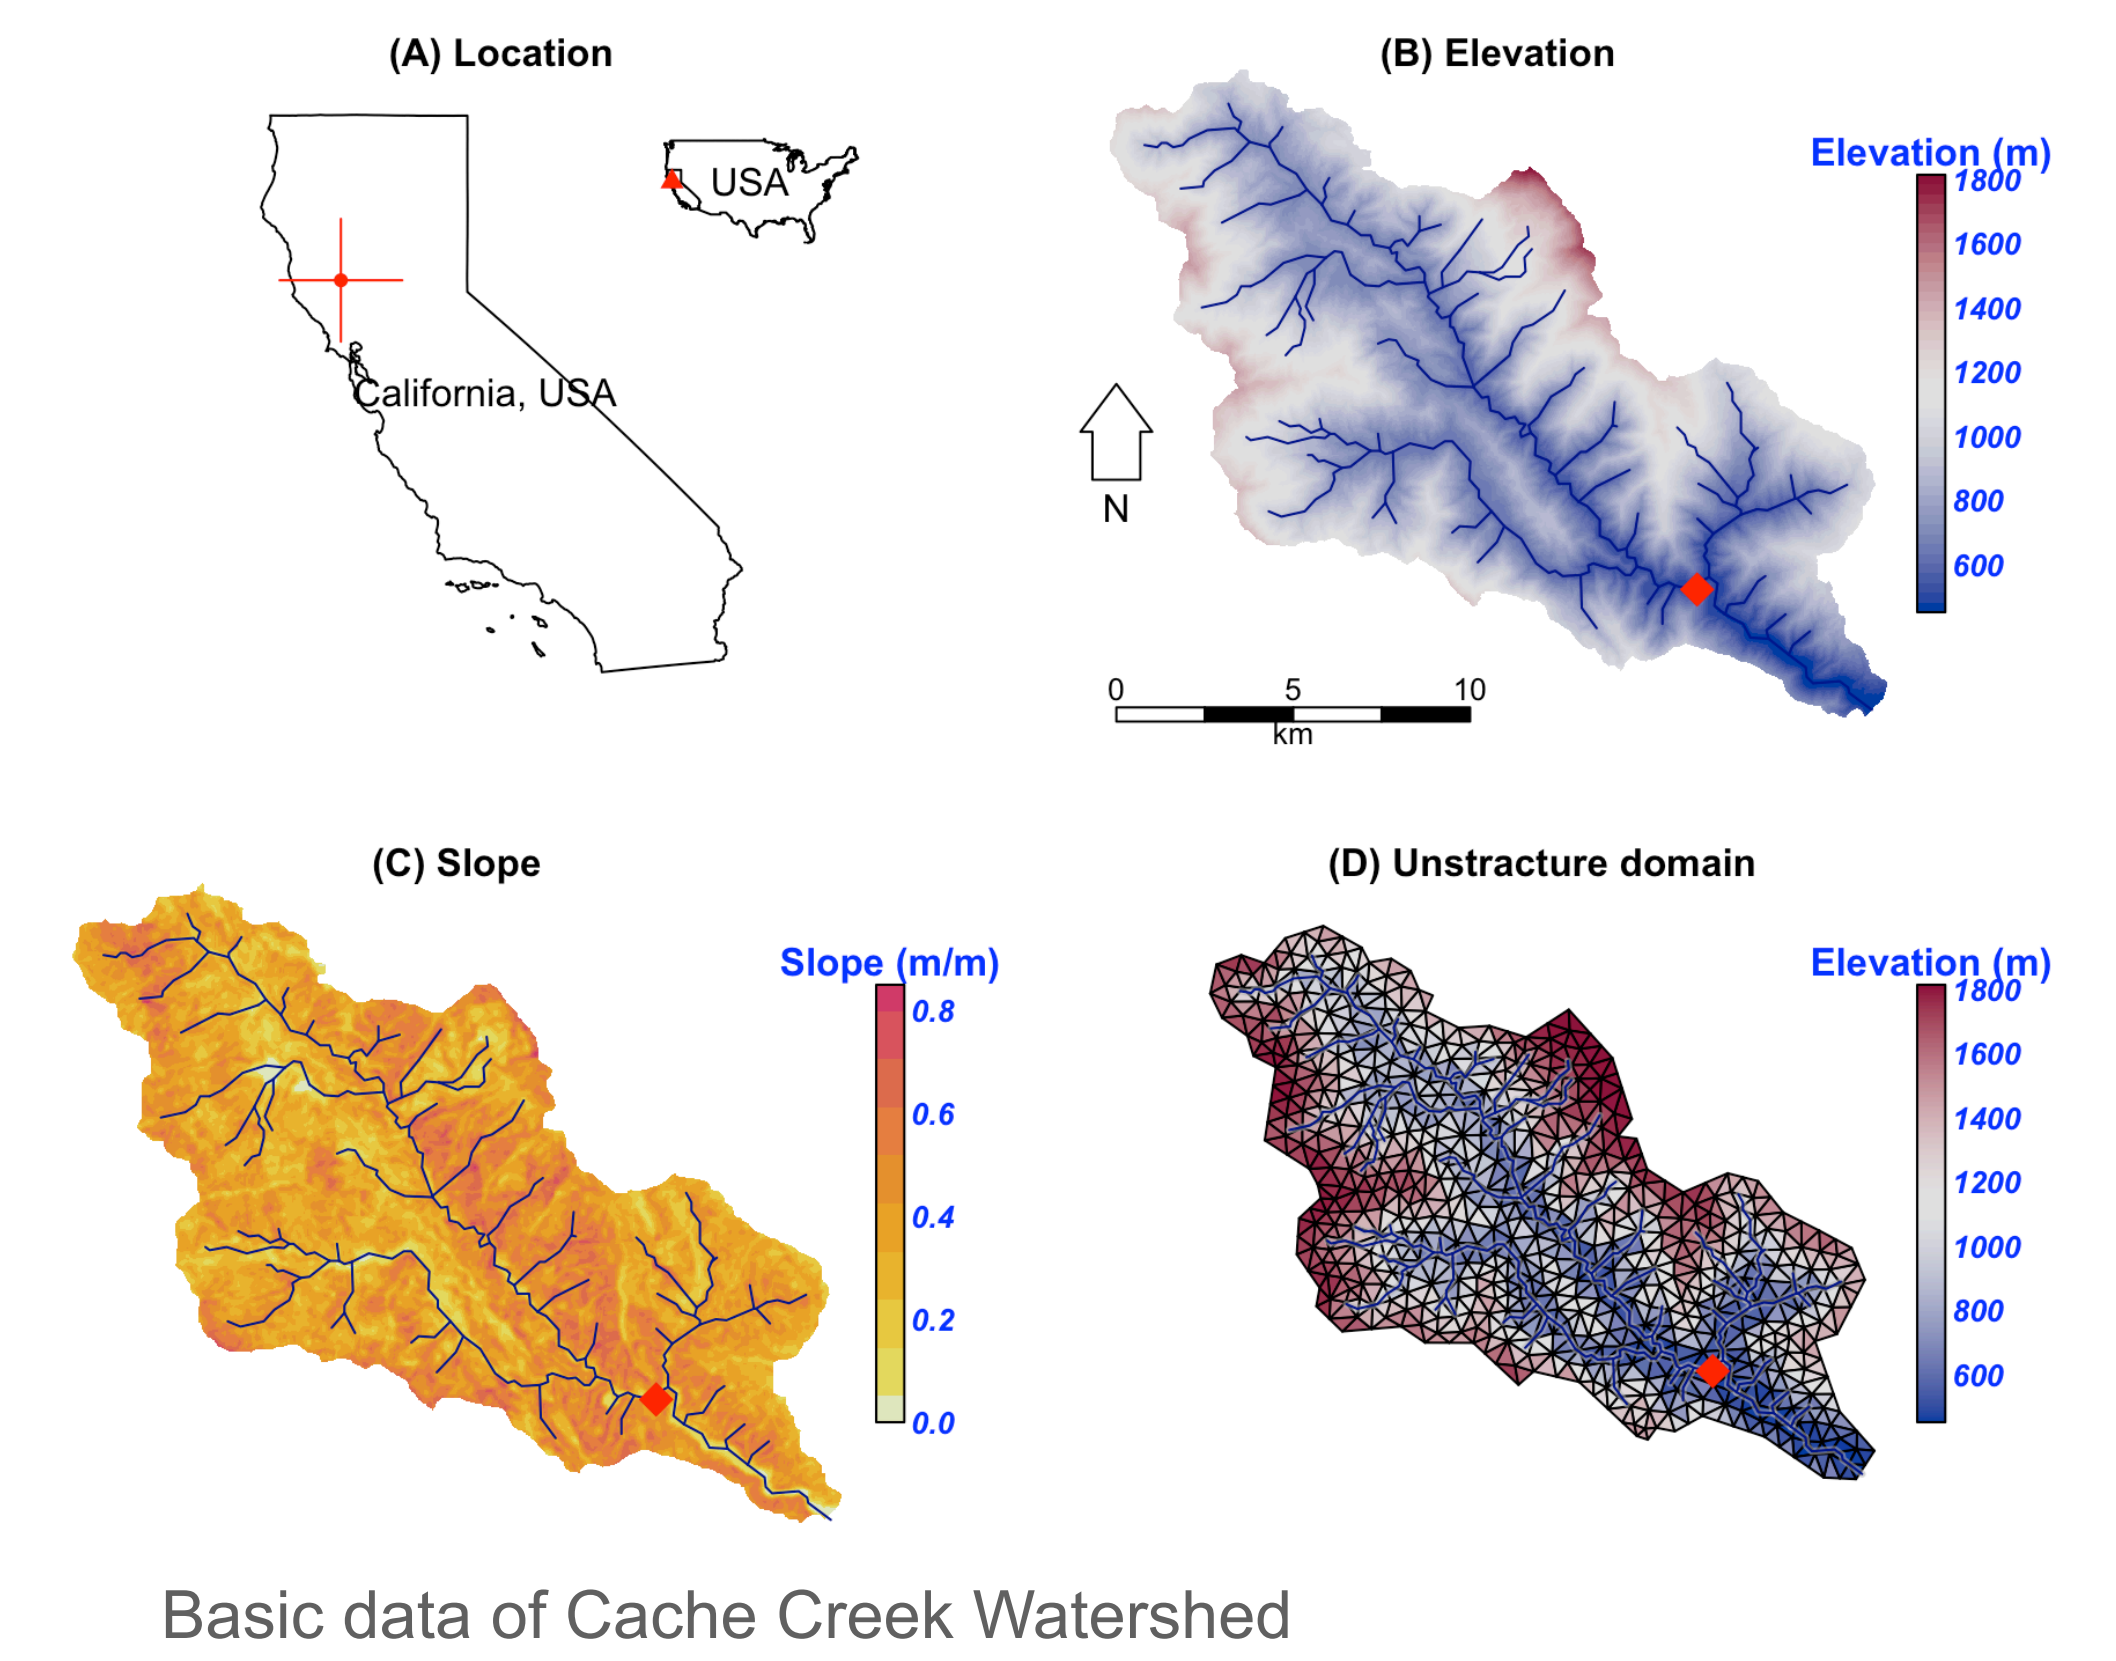 (A) Location
USA
California, USA
(B) Elevation
Elevation (m)
1800
1600
1400
1200
1000
800
600
N
0 5 10
km
(C) Slope
Slope (m/m)
0.8
0.6
0.4
0.2
0.0
(D) Unstracture domain
Elevation (m)
1800
1600
1400
1200
1000
800
600
Basic data of Cache Creek Watershed